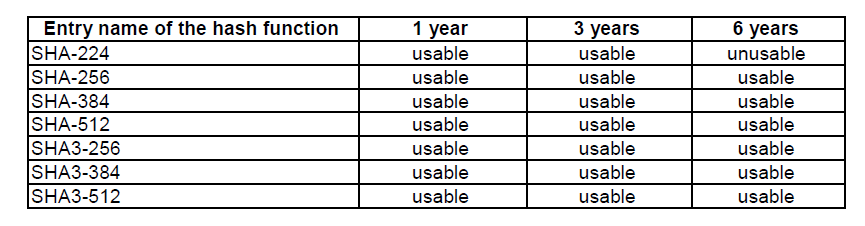 Entry name of the hash function 1 year 3 years 6 years
SHA-224 usable usable unusable
SHA-256 usable usable usable
SHA-384 usable usable usable
SHA-512 usable usable usable
SHA3-256 usable usable usable
SHA3-384 usable usable usable
SHA3-512 usable usable usable